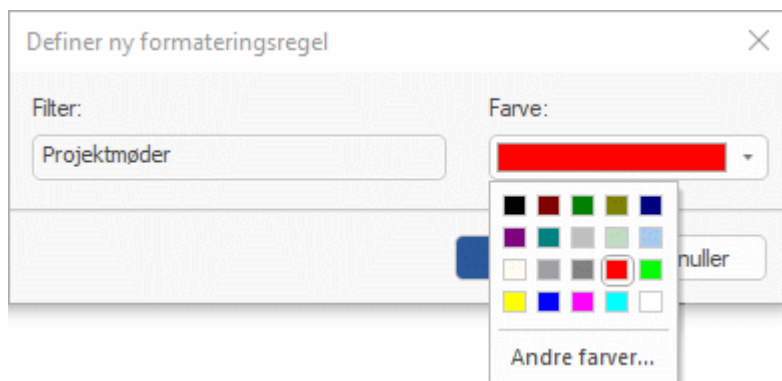 Definer ny formateringsregel
Filter:
Farve:
Projektmøder
nuller
Andre farver...